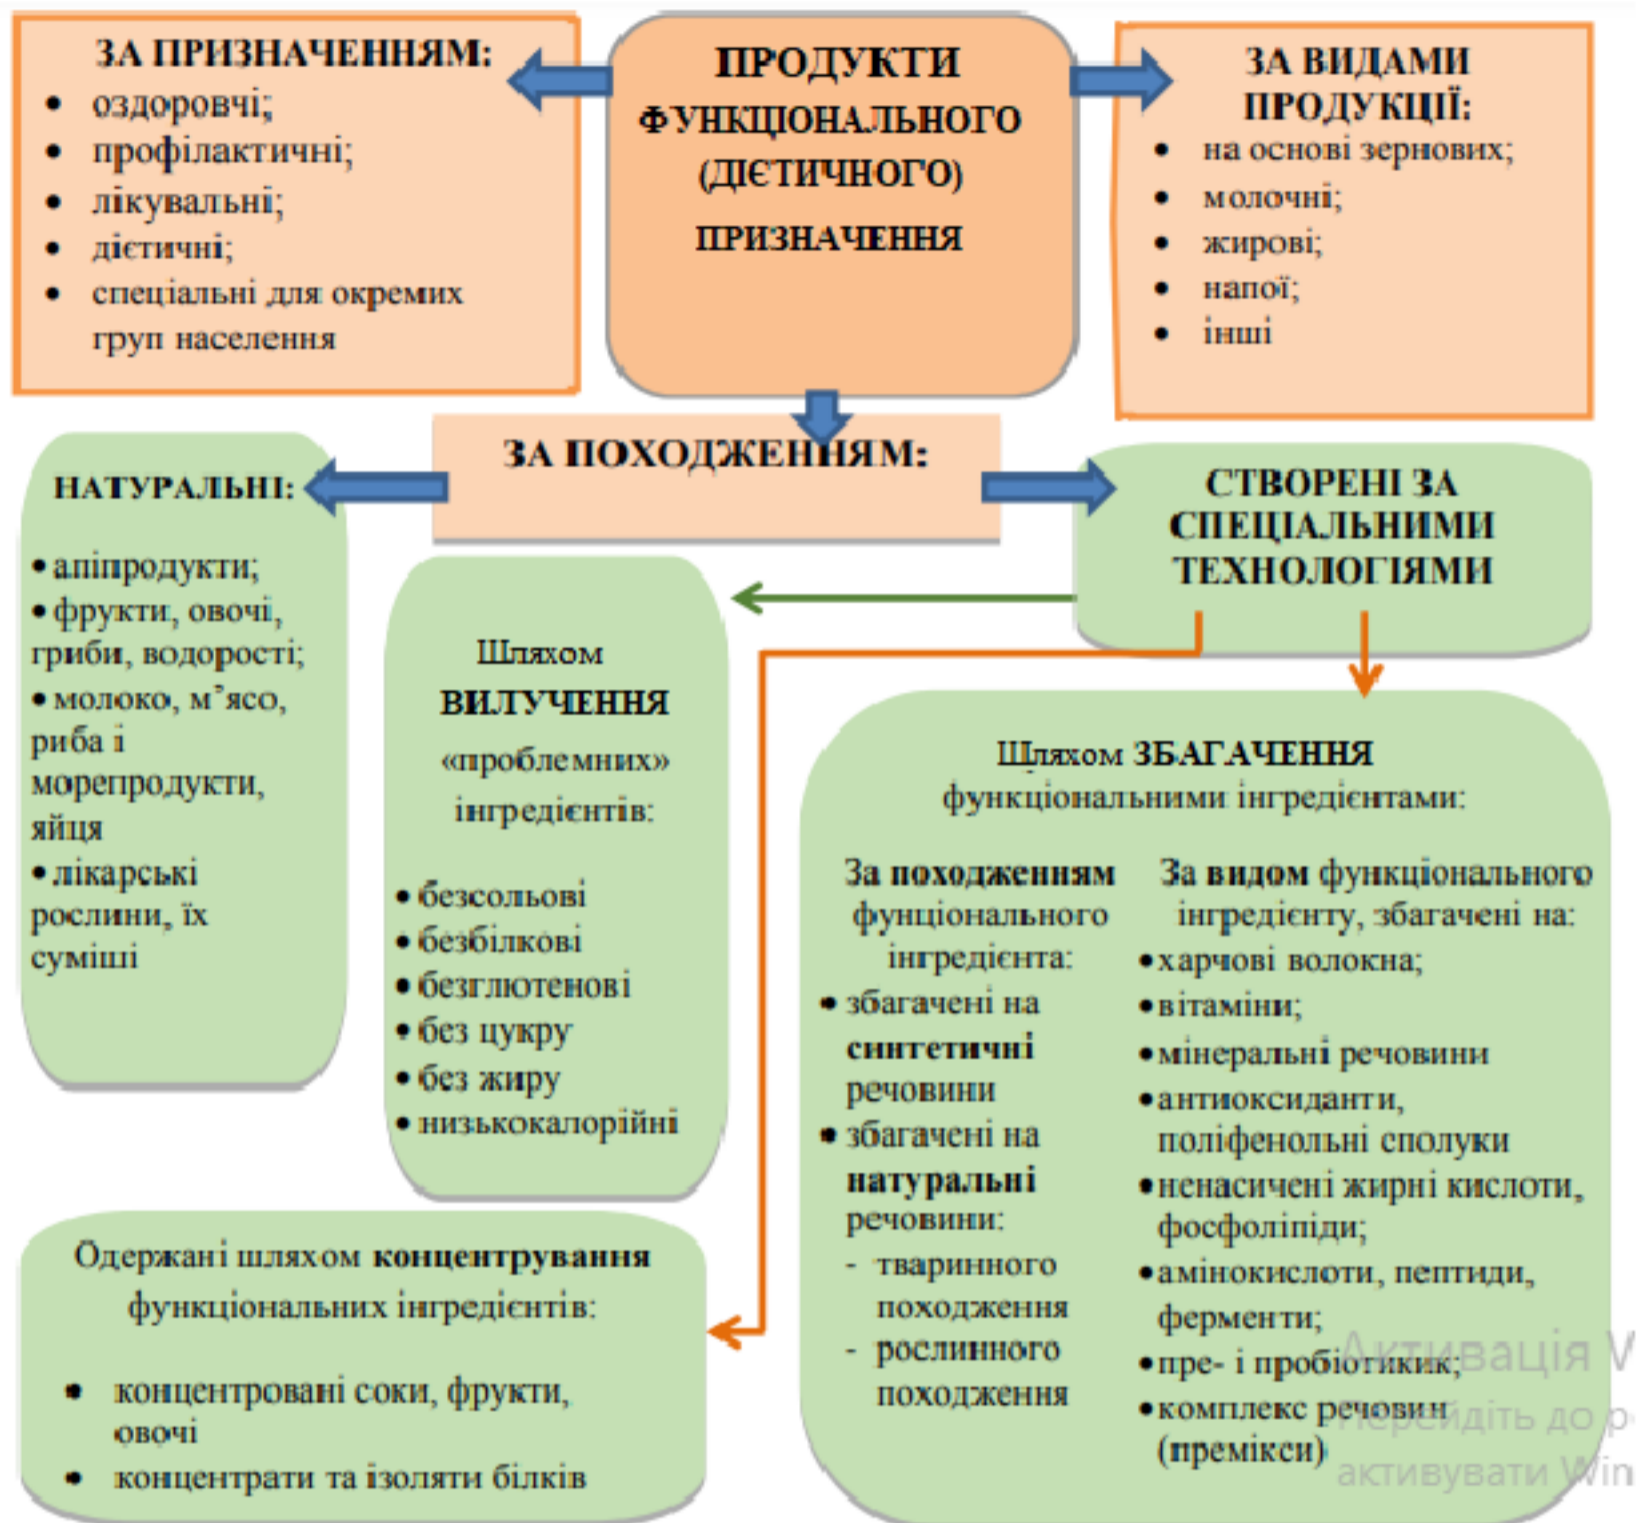 ЗА ПРИЗНАЧЕННЯМ:
• оздоровчі;
• профілактичні;
• лікувальні;
• дієтичні;
• спеціальні для окремих
груп населення
ПРОДУКТИ
ФУНКЦІОНАЛЬНОГО
(ДІЄТИЧНОГО)
ПРИЗНАЧЕННЯ
ЗА ВИДАМИ
ПРОДУКЦІЇ:
• на основі зернових;
• молочні;
• жирові;
• напої;
• інші
ЗА ПОХОДЖЕННЯМ:
НАТУРАЛЬНІ:
• апіпродукти;
• фрукти, овочі,
гриби, водорості;
• молоко, м’ясо,
риба і
морепродукти,
яйця
• лікарські
рослини, їх
суміші
СТВОРЕНІ ЗА
СПЕЦІАЛЬНИМИ
ТЕХНОЛОГІЯМИ
Шляхом
ВИЛУЧЕННЯ
«проблемних»
інгредієнтів:
• безсольові
• безбілкові
• безглютенові
• без цукру
• без жиру
• низькокалорійні
Шляхом ЗБАГАЧЕННЯ
функціональними інгредієнтами:
За походженням
фунціонального
інгредієнта:
• збагачені на
синтетичні
речовини
• збагачені на
натуральні
речовини:
- тваринного
походження
- рослинного
походження
За видом функціонального
інгредієнту, збагачені на:
• харчові волокна;
• вітаміни;
• мінеральні речовини
• антиоксиданти,
поліфенольні сполуки
• ненасичені жирні кислоти,
фосфоліпіди;
• амінокислоти, пептиди,
ферменти;
• пре- і пробіотикик;
• комплекс речовин
(премікси)
Одержані шляхом концентрування
функціональних інгредієнтів:
• концентровані соки, фрукти,
овочі
• концентрати та ізоляти білків
Активація W
Перейдіть до р
активувати Win